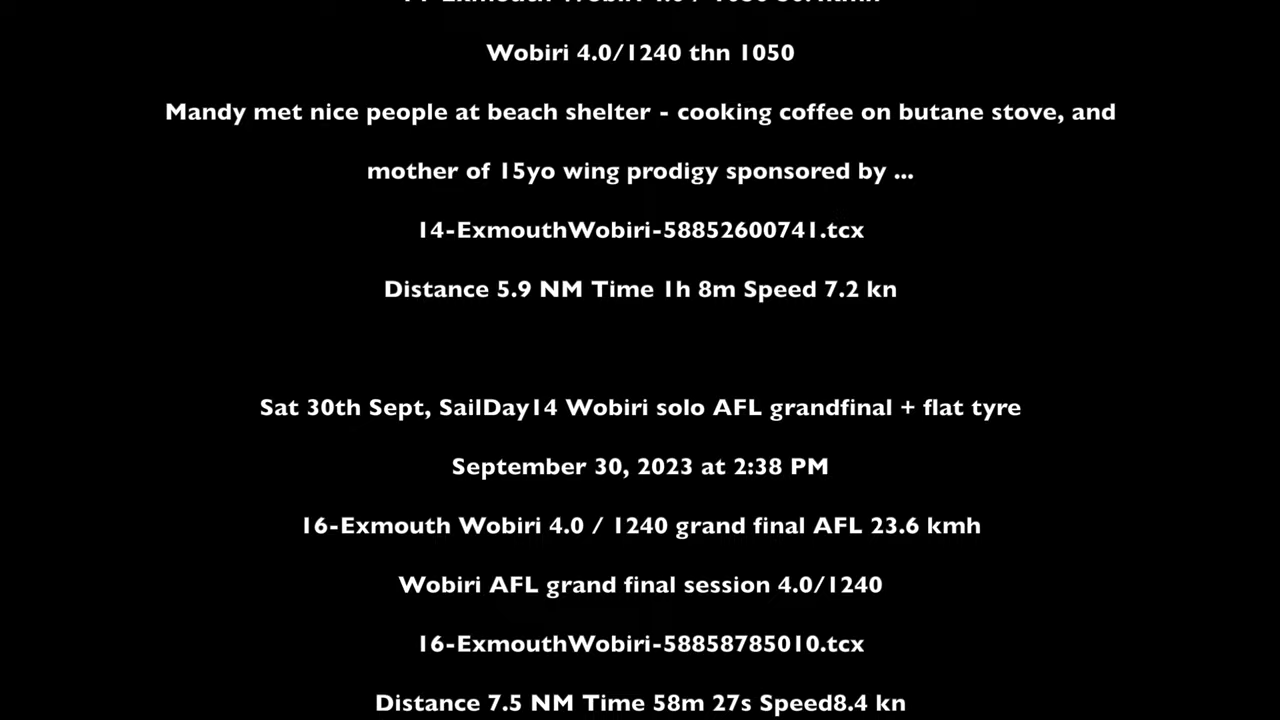 Wobiri 4.0/1240 thn 1050
Mandy met nice people at beach shelter - cooking coffee on butane stove, and
mother of 15yo wing prodigy sponsored by ...
14-ExmouthWobiri-58852600741.tcx
Distance 5.9 NM Time 1h 8m Speed 7.2 kn
Sat 30th Sept, SailDay14 Wobiri solo AFL grandfinal + flat tyre
September 30, 2023 at 2:38 PM
16-Exmouth Wobiri 4.0 / 1240 grand final AFL 23.6 kmh
Wobiri AFL grand final session 4.0/1240
16-ExmouthWobiri-58858785010.tcx
Distance 7.5 NM Time 58m 27s Speed8.4 kn